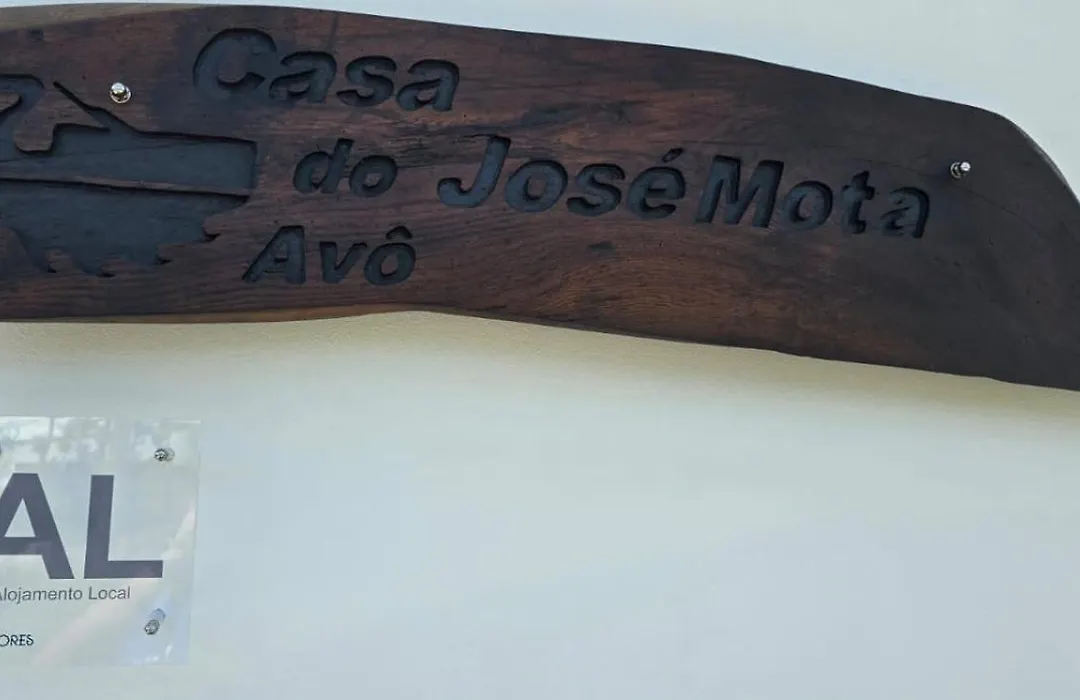 Casa
do José Mota
Avô
AL
Alojamento Local
ORES